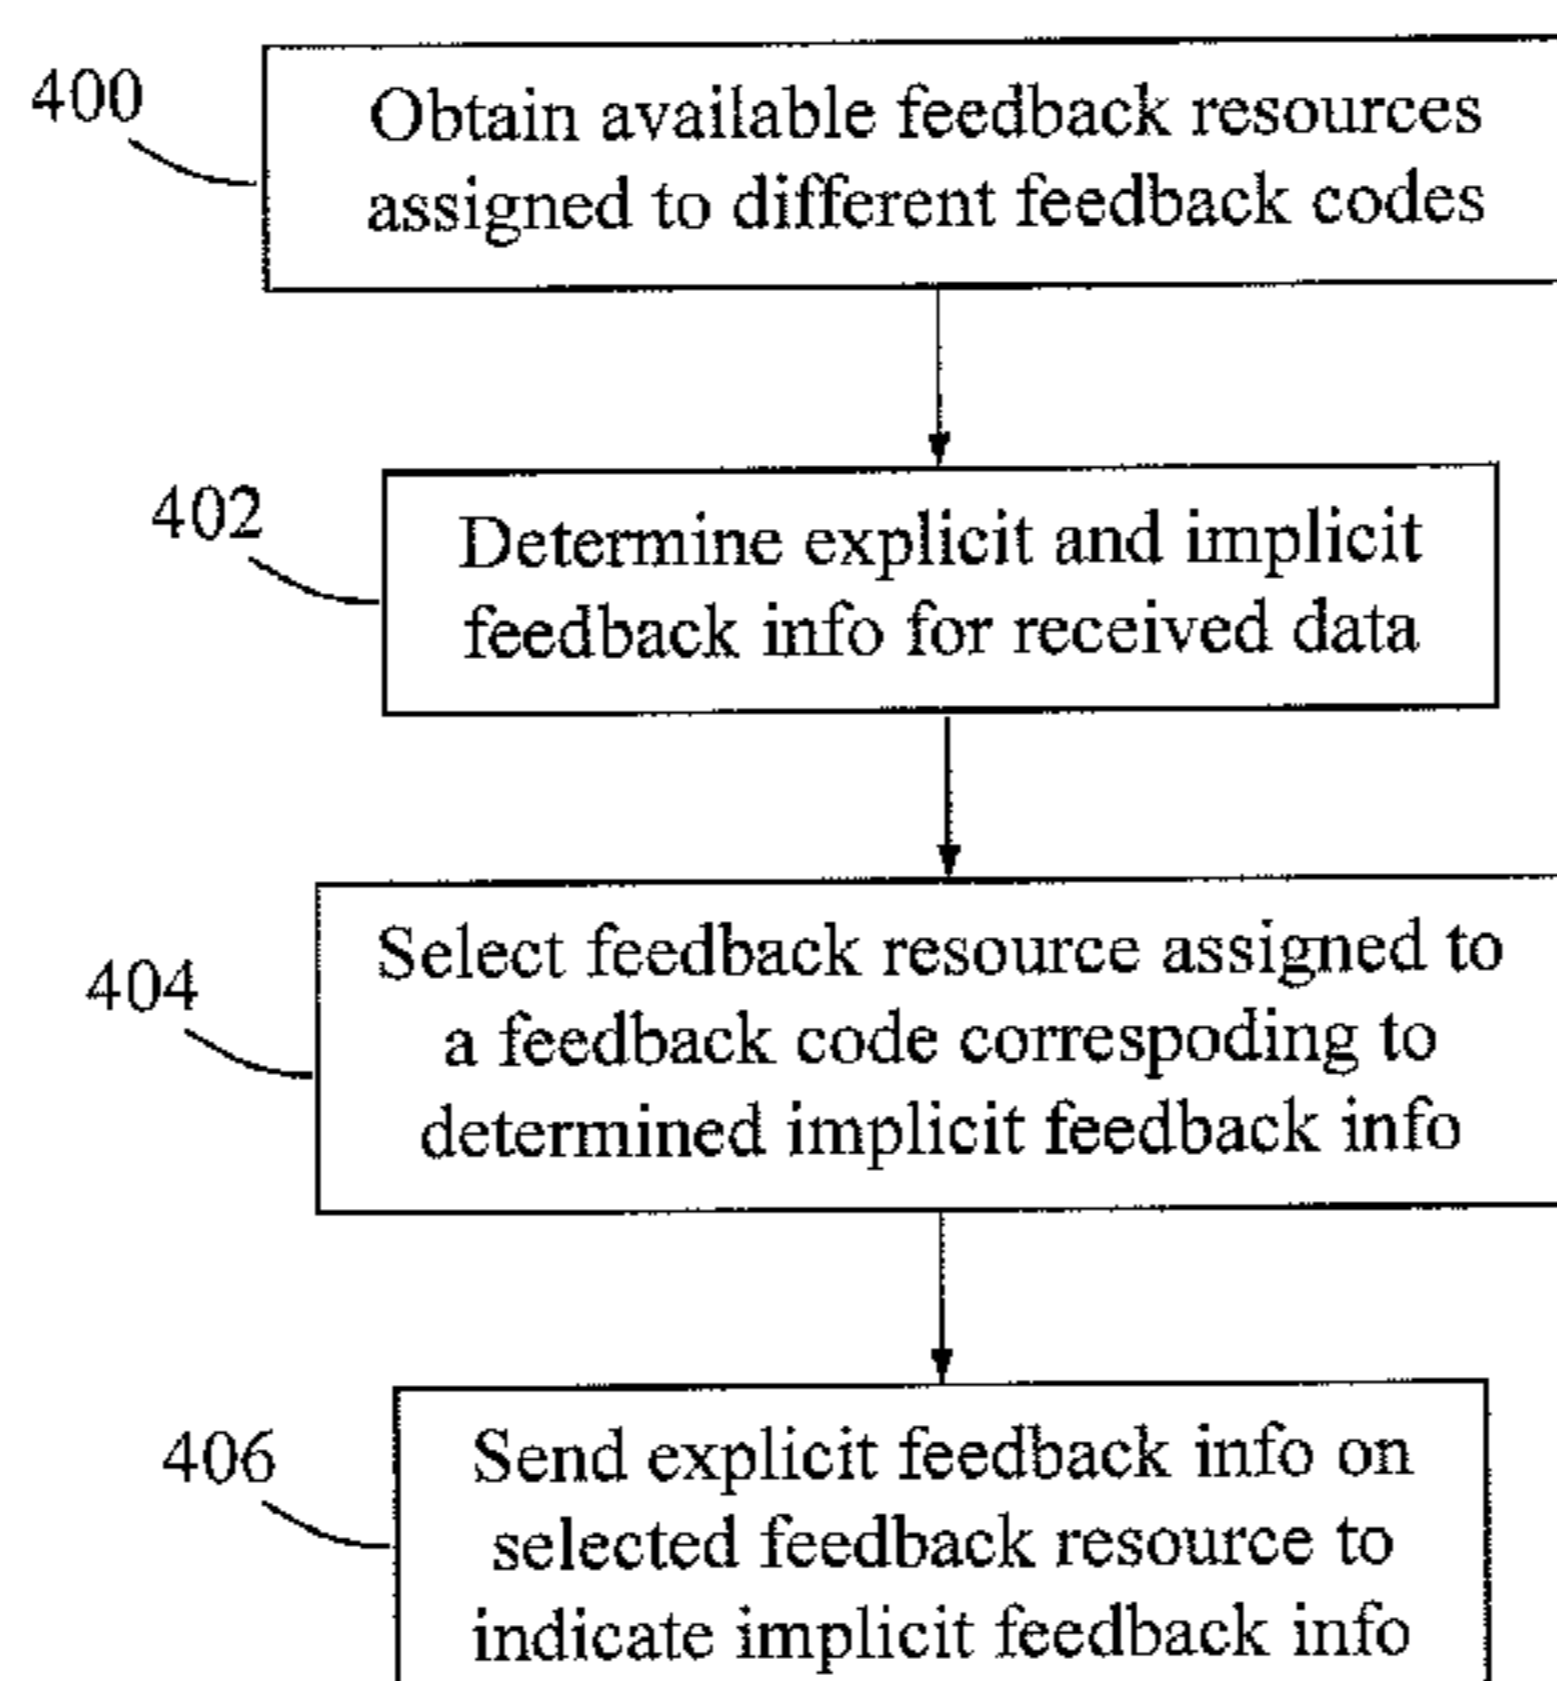 400
Obtain available feedback resources
assigned to different feedback codes
402
Determine explicit and implicit
feedback info for received data
404
Select feedback resource assigned to
a feedback code correspoding to
determined implicit feedback info
406
Send explicit feedback info on
selected feedback resource to
indicate implicit feedback info